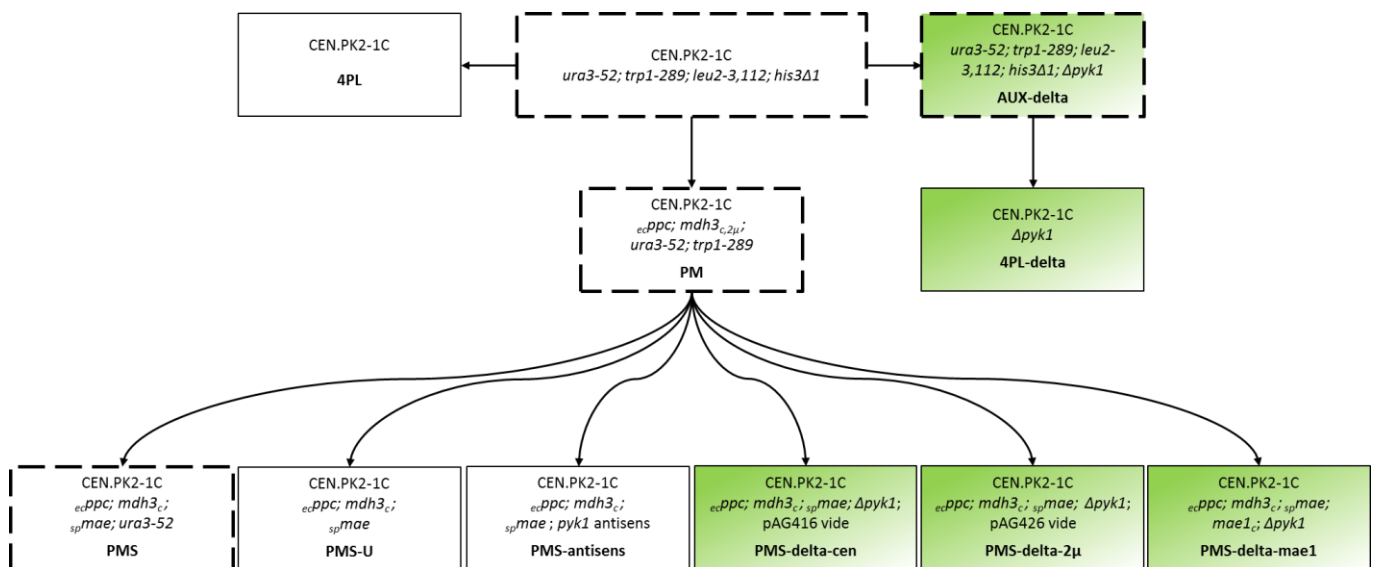 CEN.PK2-1C
4PL
CEN.PK2-1C
ura3-52; trp1-289; leu2-3,112; his3Δ1
CEN.PK2-1C
ura3-52; trp1-289; leu2-
3,112; his3Δ1; Δpyk1
AUX-delta
CEN.PK2-1C
ecppc; mdh3c,2μ;
ura3-52; trp1-289
PM
CEN.PK2-1C
Δpyk1
4PL-delta
CEN.PK2-1C
ecppc; mdh3c;
spmae; ura3-52
PMS
CEN.PK2-1C
ecppc; mdh3c;
spmae
PMS-U
CEN.PK2-1C
ecppc; mdh3c;
spmae ; pyk1 antisens
PMS-antisens
CEN.PK2-1C
ecppc; mdh3c; spmae; Δpyk1;
pAG416 vide
PMS-delta-cen
CEN.PK2-1C
ecppc; mdh3c; spmae; Δpyk1;
pAG426 vide
PMS-delta-2μ
CEN.PK2-1C
ecppc; mdh3c; spmae;
mae1c; Δpyk1
PMS-delta-mae1